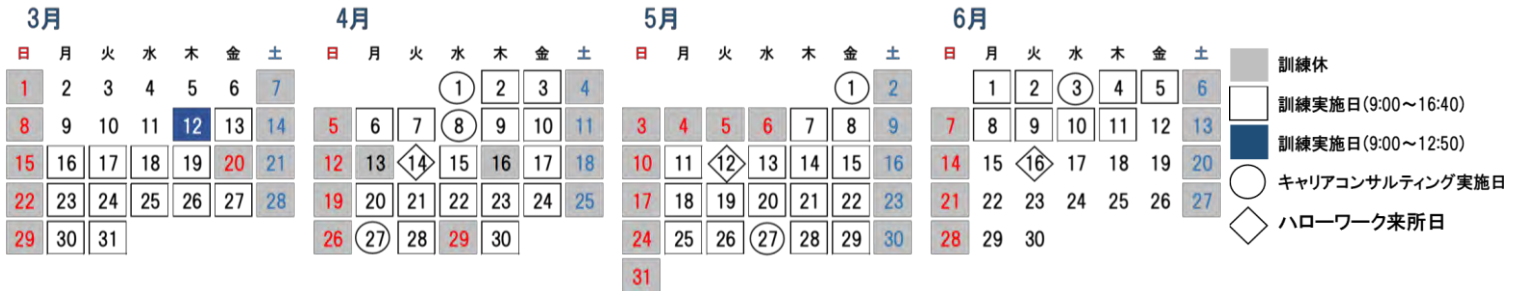 3月
日 月 火 水 木 金 土
1 2 3 4 5 6 7
8 9 10 11 12 13 14
15 16 17 18 19 20 21
22 23 24 25 26 27 28
29 30 31
4月
日 月 火 水 木 金 土
1 2 3 4
5 6 7 8 9 10 11
12 13 14 15 16 17 18
19 20 21 22 23 24 25
26 27 28 29 30
5月
日 月 火 水 木 金 土
1 2
3 4 5 6 7 8 9
10 11 12 13 14 15 16
17 18 19 20 21 22 23
24 25 26 27 28 29 30
31
6月
日 月 火 水 木 金 土
1 2 3 4 5 6
7 8 9 10 11 12 13
14 15 16 17 18 19 20
21 22 23 24 25 26 27
28 29 30
訓練休
訓練実施日(9:00～16:40)
訓練実施日(9:00～12:50)
キャリアコンサルティング実施日
ハローワーク来所日